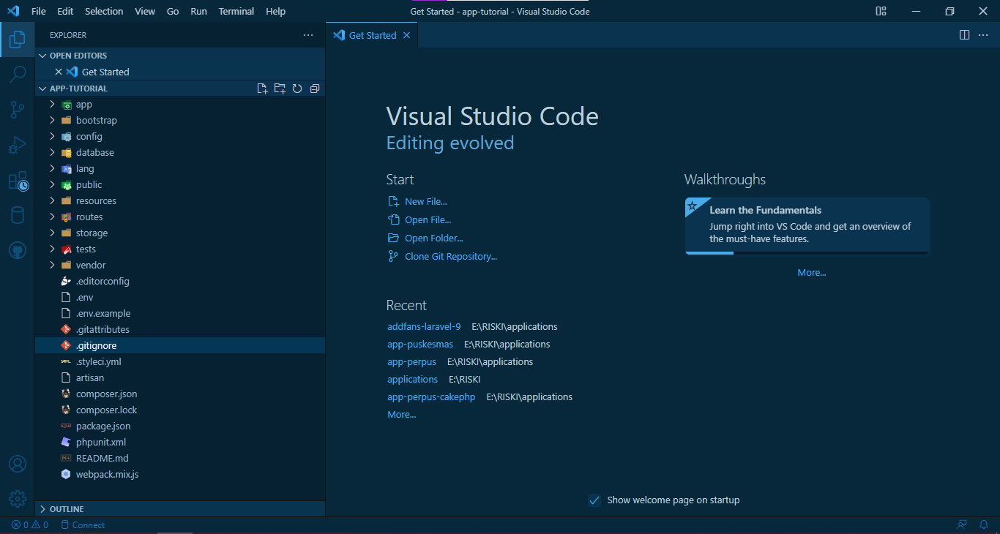 File Edit Selection View Go Run Terminal Help
Get Started - app-tutorial - Visual Studio Code
EXPLORER
OPEN EDITORS
Get Started
APP-TUTORIAL
app
bootstrap
config
database
lang
public
resources
routes
storage
tests
vendor
.editorconfig
.env
.env.example
.gitattributes
.gitignore
.styleci.yml
artisan
composer.json
composer.lock
package.json
phpunit.xml
README.md
webpack.mix.js
OUTLINE
Get Started
Visual Studio Code
Editing evolved
Start
New File...
Open File...
Open Folder...
Clone Git Repository...
Recent
addfans-laravel-9 E:\RISKI\applications
app-puskesmas E:\RISKI\applications
app-perpus E:\RISKI\applications
applications E:\RISKI
app-perpus-cakephp E:\RISKI\applications
More...
Walkthroughs
Learn the Fundamentals
Jump right into VS Code and get an overview of
the must-have features.
More...
Show welcome page on startup
0 0 Connect